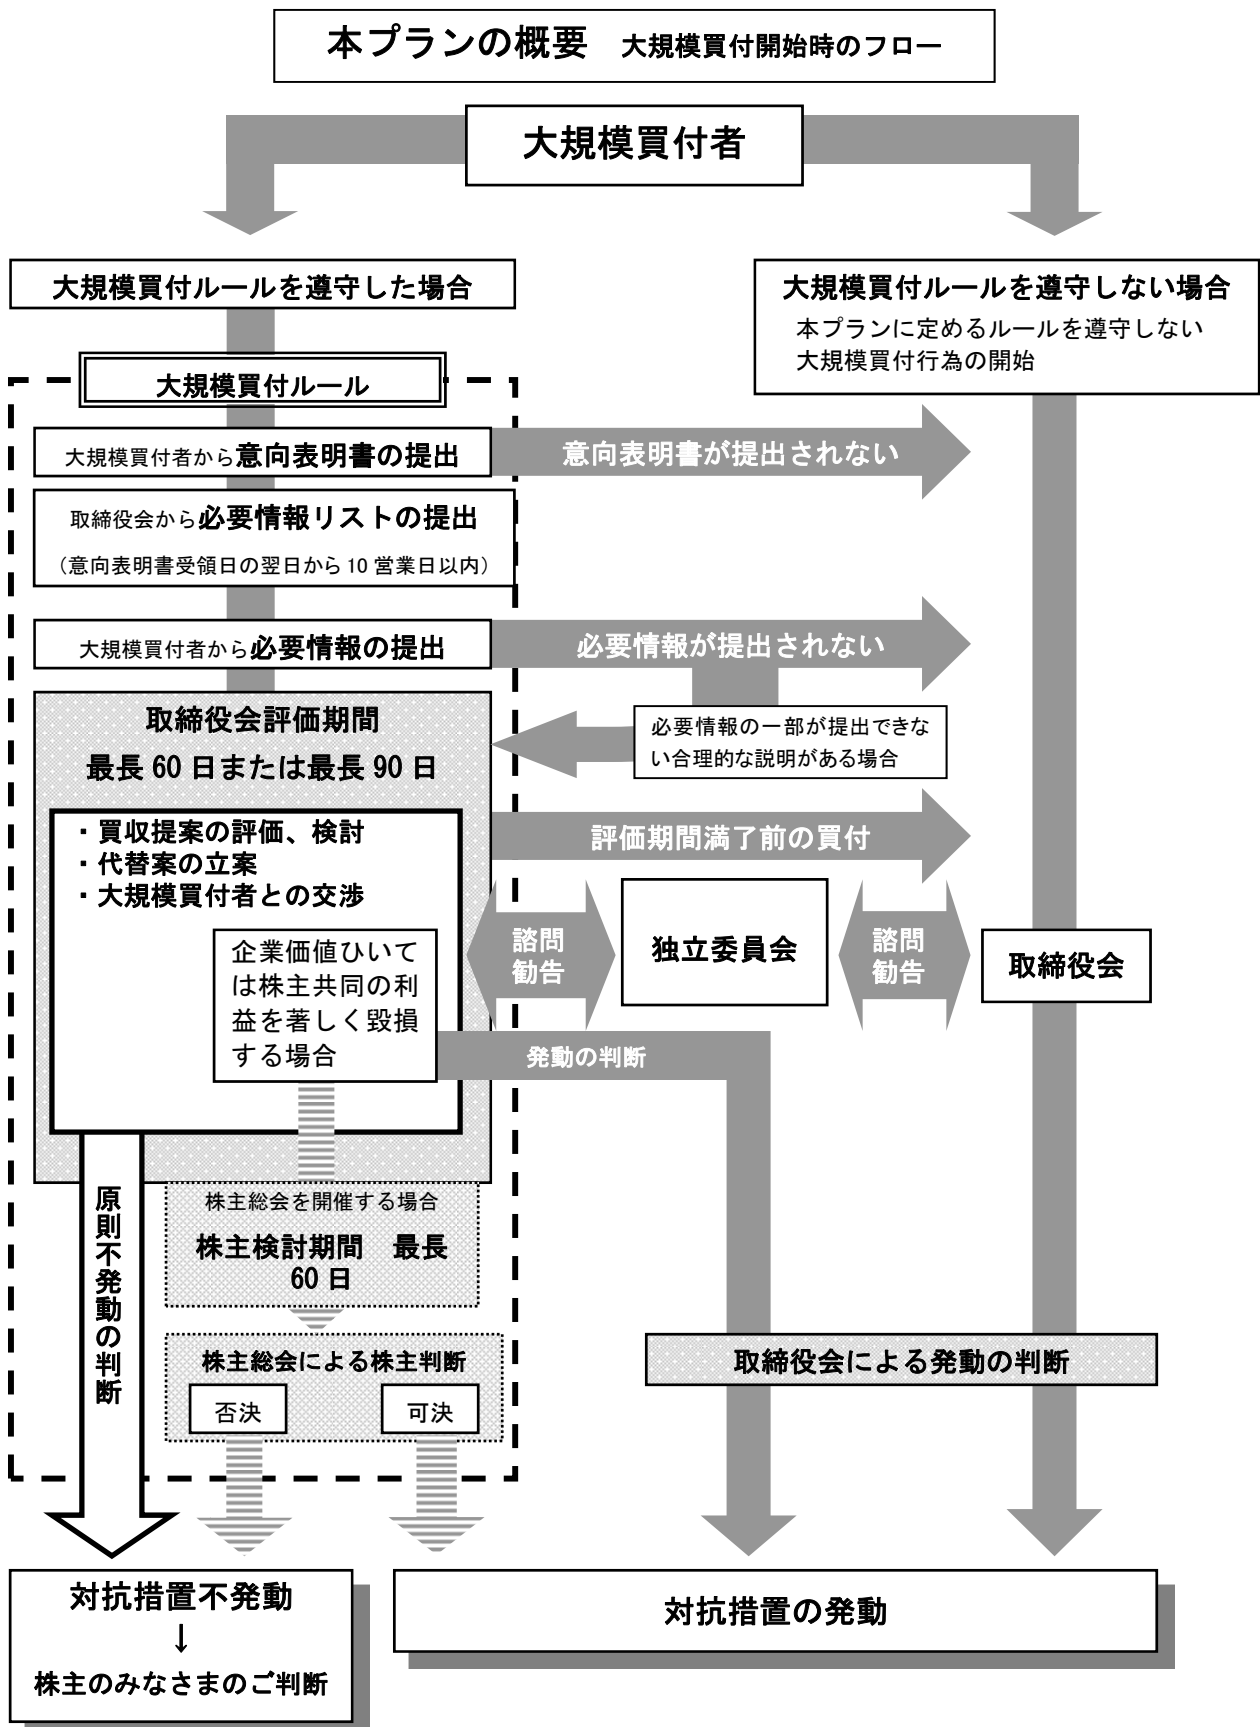 本プランの概要 大規模買付開始時のフロー
大規模買付者
大規模買付ルールを遵守した場合
大規模買付ルールを遵守しない場合
本プランに定めるルールを遵守しない
大規模買付行為の開始
大規模買付ルール
大規模買付者から意向表明書の提出
意向表明書が提出されない
取締役会から必要情報リストの提出
（意向表明書受領日の翌日から10営業日以内）
大規模買付者から必要情報の提出
必要情報が提出されない
取締役会評価期間
最長60日または最長90日
必要情報の一部が提出できな
い合理的な説明がある場合
・買収提案の評価、検討
・代替案の立案
・大規模買付者との交渉
評価期間満了前の買付
企業価値ひいて
は株主共同の利
益を著しく毀損
する場合
諮問
勧告
独立委員会
諮問
勧告
取締役会
発動の判断
原則不発動の判断
株主総会を開催する場合
株主検討期間 最長
60日
株主総会による株主判断
否決
可決
取締役会による発動の判断
対抗措置不発動
↓
株主のみなさまのご判断
対抗措置の発動